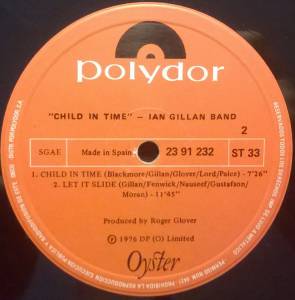 polydor
"CHILD IN TIME" – IAN GILLAN BAND
2
SGAE
Made in Spain
23 91 232
ST 33
1. CHILD IN TIME (Blackmore/Gillan/Glover/Lord/Paice) - 7'26"
2. LET IT SLIDE (Gillan/Fenwick/Nauseef/Gustafson/
Moran) - 11'45"
Produced by Roger Glover
℗ 1976 DP (O) Limited
Oyster